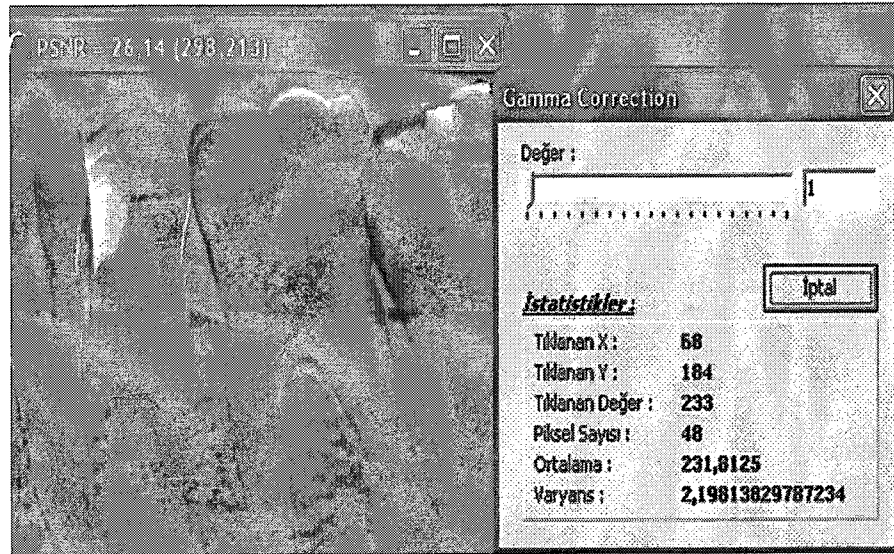 PSNR = 26,14 (298,213)
Gamma Correction
Değer :
1
İptal
İstatistikler :
Tıklanan X : 68
Tıklanan Y : 184
Tıklanan Değer : 233
Piksel Sayısı : 48
Ortalama : 231,8125
Varyans : 2,19813829787234